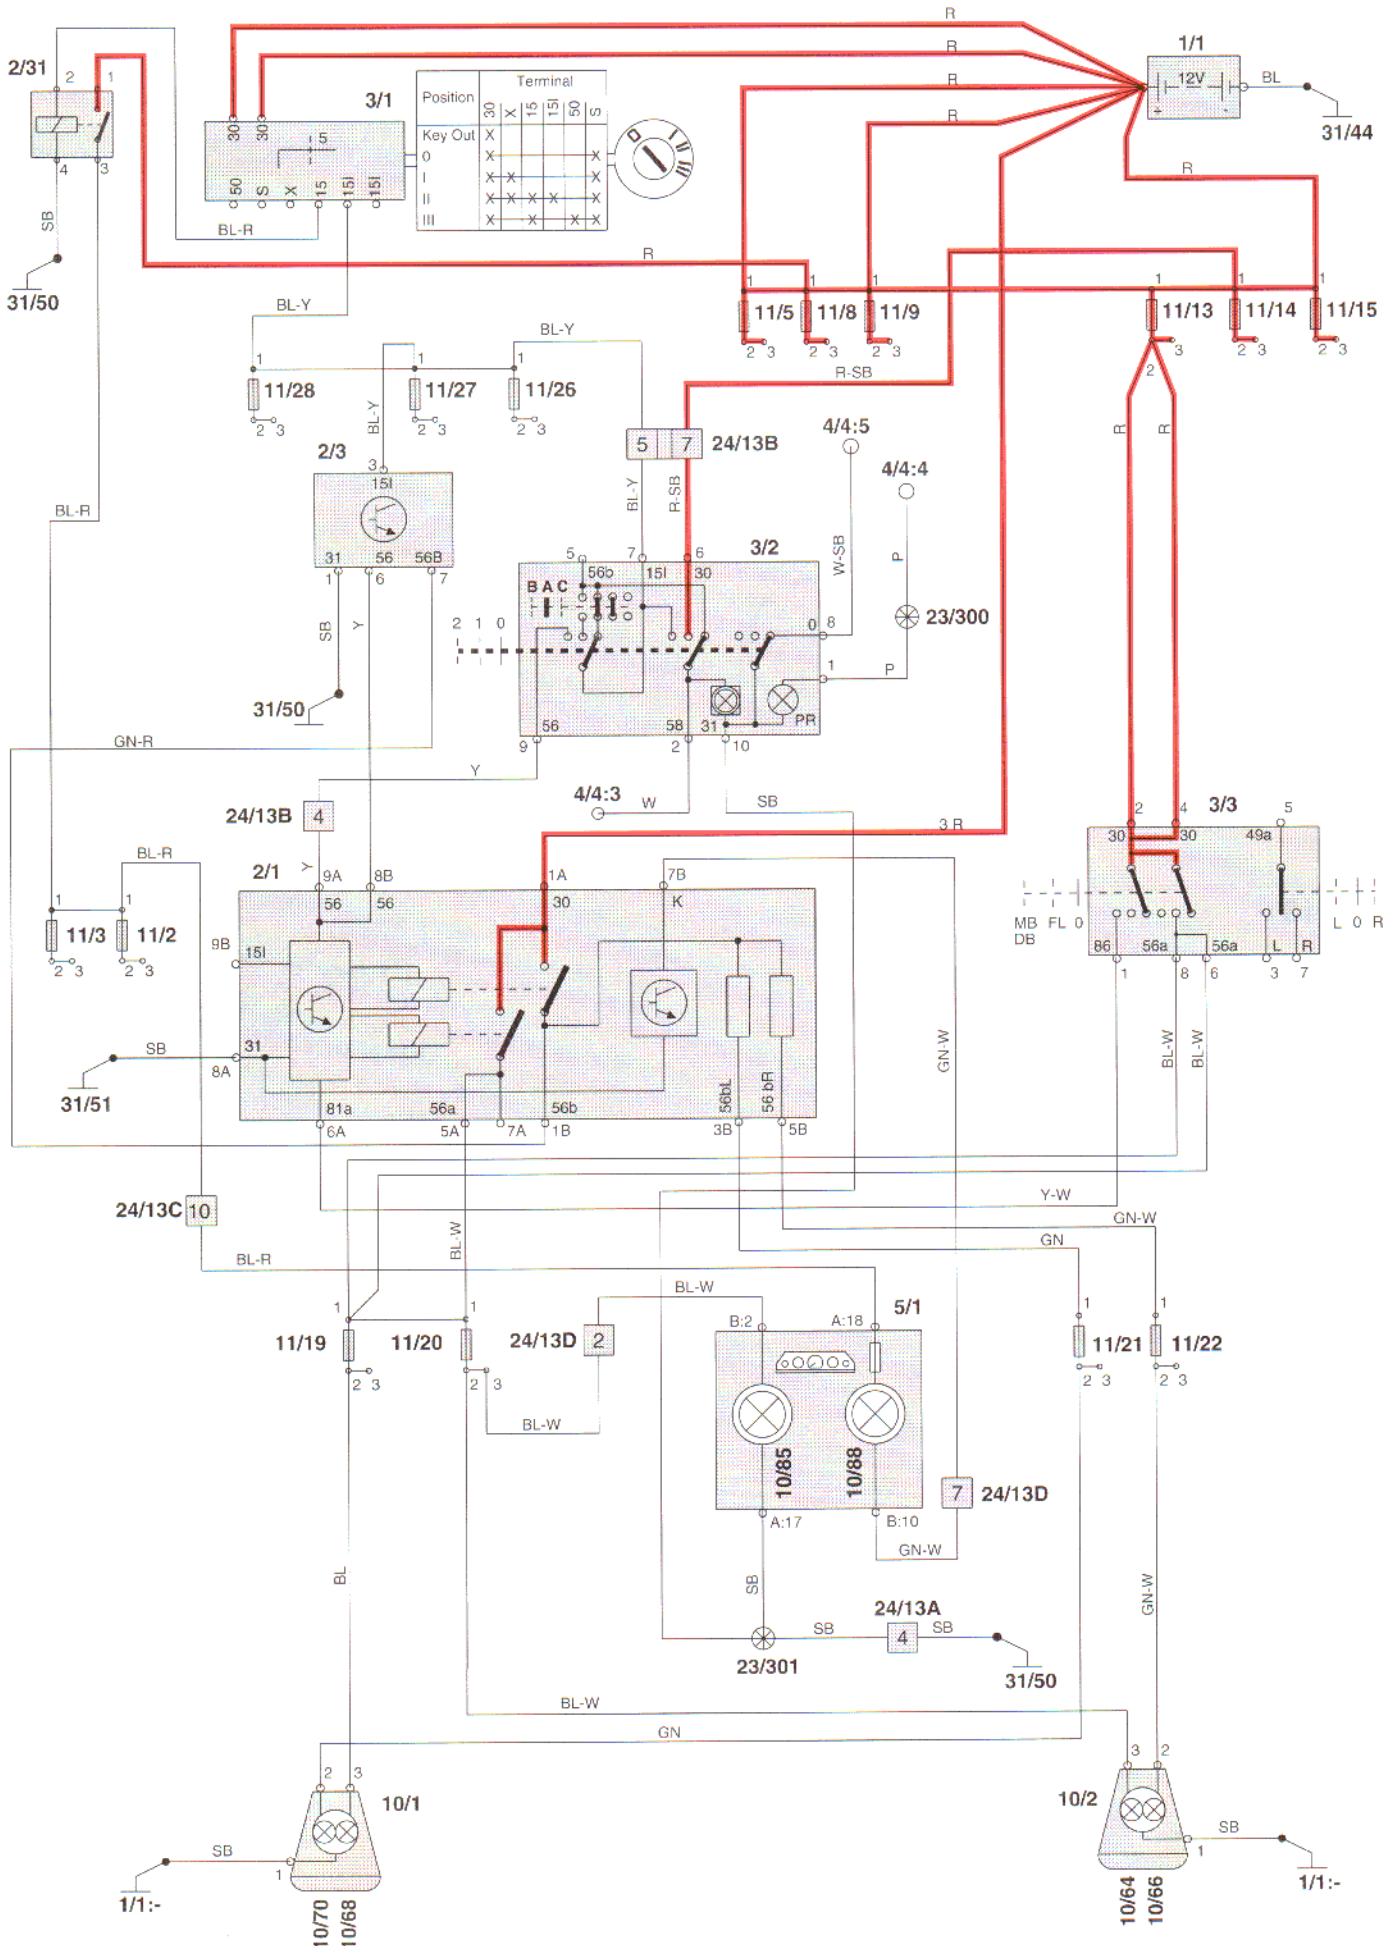 R
R
R
R
1/1
12V
+ -
BL
31/44
R
2/31
2 1
4 3
SB
31/50
3/1
30 30
5
50 S X 15 15I 15I
Terminal
Position 30 X 15 15I 50 S
Key Out X
0 X X
I X X X
II X X X X X
III X X X X
0 I II III
BL-R
R
BL-Y
BL-Y
1 1 1
11/28 11/27 11/26
2 3 2 3 2 3
1 1 1 1 1 1
11/5 11/8 11/9 11/13 11/14 11/15
2 3 2 3 2 3 3 2 3 2 3
2
R-SB
R R
BL-Y
2/3
3
15I
31 56 56B
1 6 7
SB
Y
31/50
GN-R
5 7 24/13B
BL-Y R-SB
4/4:5
4/4:4
W-SB
P
23/300
P
3/2
5 7 6
56b 15I 30
B A C
2 1 0
0 8
1
PR
56 58 31
9 2 10
Y
4/4:3
W
SB
BL-R
24/13B 4
Y
3 R
3/3
2 4 5
30 30 49a
MB FL 0
DB
L 0 R
86 56a 56a L R
1 8 6 3 7
BL-R
1 1
11/3 11/2
2 3 2 3
2/1
9A 8B 1A 7B
56 56 30 K
9B
15I
31
8A
SB
31/51
81a 56a 56b 56bL 56bR
6A 5A 7A 1B 3B 5B
GN-W
BL-W BL-W
24/13C 10
Y-W
GN-W
GN
BL-W
BL-R
BL-W
1 1
11/19 11/20
2 3 2 3
24/13D 2
BL-W
5/1
B:2 A:18
10/85 10/88
A:17 B:10
7 24/13D
GN-W
1 1
11/21 11/22
2 3 2 3
BL
SB
24/13A
SB 4 SB
23/301
31/50
GN-W
BL-W
GN
2 3
10/1
SB
1
1/1:-
10/70 10/68
3 2
10/2
SB
1
1/1:-
10/64 10/66